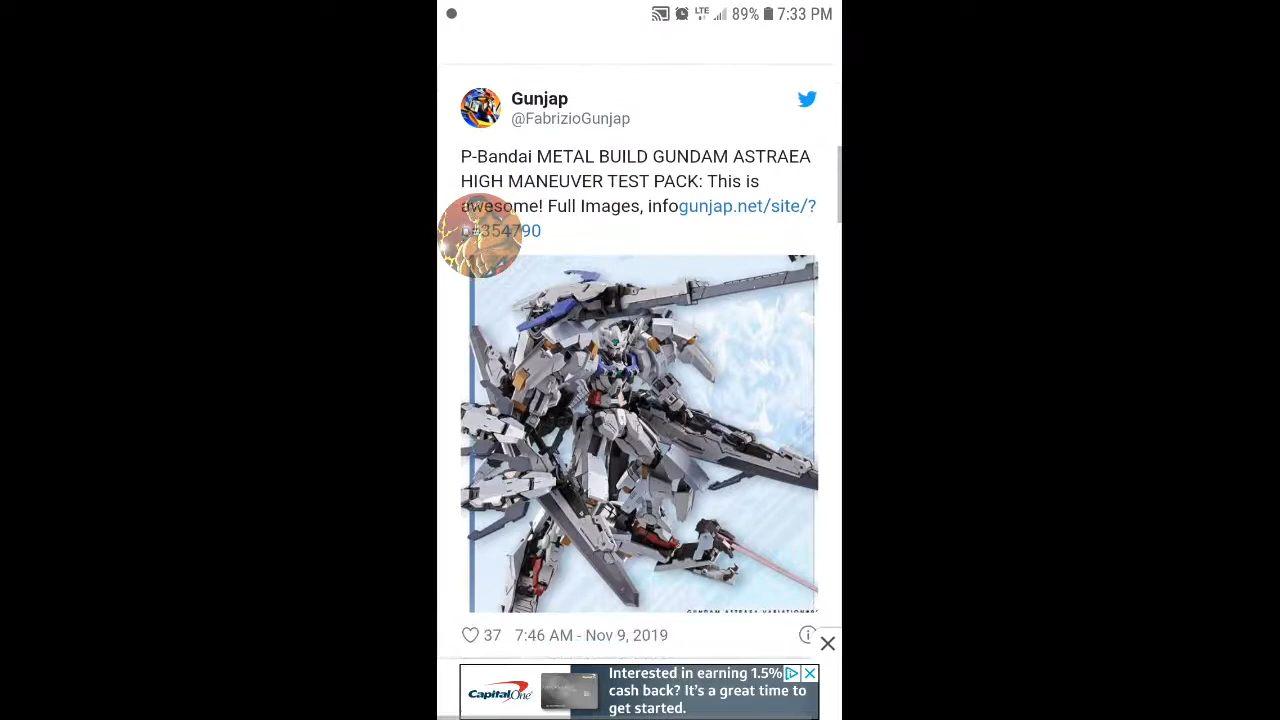 LTE 89% 7:33 PM
Gunjap
@FabrizioGunjap
P-Bandai METAL BUILD GUNDAM ASTRAEA
HIGH MANEUVER TEST PACK: This is
awesome! Full Images, infogunjap.net/site/?
p=354790
37 7:46 AM - Nov 9, 2019
Capital One
Interested in earning 1.5%
cash back? It's a great time to
get started.